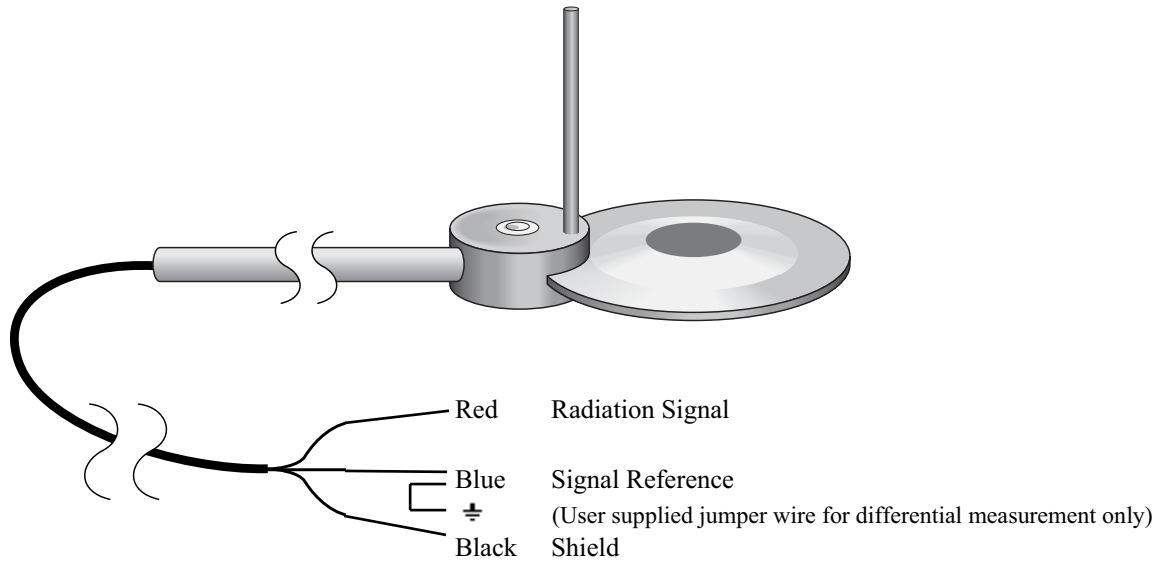 Red Radiation Signal
Blue Signal Reference
⏚ (User supplied jumper wire for differential measurement only)
Black Shield